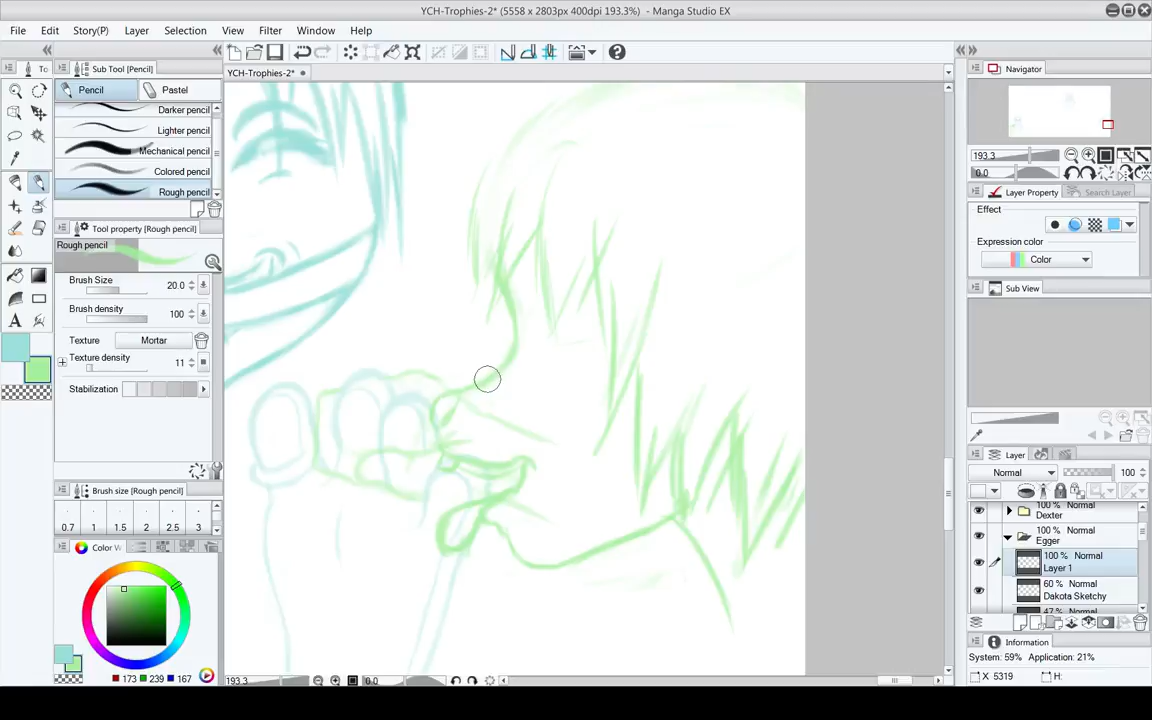 YCH-Trophies-2* (5558 x 2803px 400dpi 193.3%) - Manga Studio EX
File Edit Story(P) Layer Selection View Filter Window Help
To
Sub Tool [Pencil]
YCH-Trophies-2*
Navigator
Pencil
Pastel
Darker pencil
Lighter pencil
Mechanical pencil
Colored pencil
Rough pencil
Tool property [Rough pencil]
Rough pencil
Brush Size 20.0
Brush density 100
Texture Mortar
Texture density 11
Stabilization
Brush size [Rough pencil]
0.7 1 1.5 2 2.5 3
Color W
173 239 167
193.3
0.0
193.3
0.0
Layer Property
Search Layer
Effect
Expression color
Color
Sub View
Layer
Normal 100
100% Normal
Dexter
100 % Normal
Egger
100 % Normal
Layer 1
60 % Normal
Dakota Sketchy
47 % Normal
Information
System: 59% Application: 21%
X 5319 H:
A